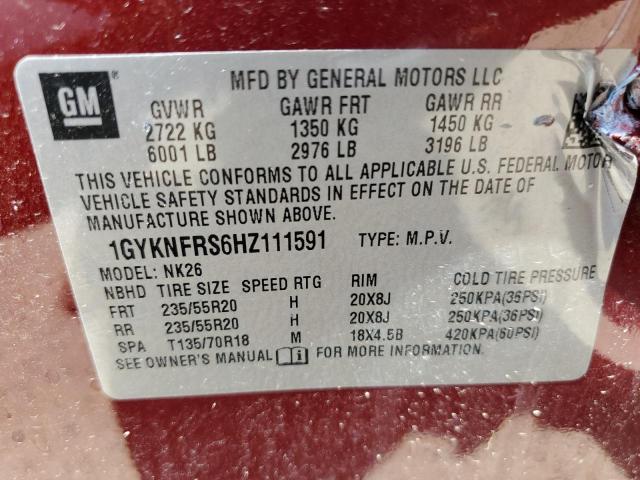 GM ®
MFD BY GENERAL MOTORS LLC
GVWR GAWR FRT GAWR RR
2722 KG 1350 KG 1450 KG
6001 LB 2976 LB 3196 LB
THIS VEHICLE CONFORMS TO ALL APPLICABLE U.S. FEDERAL MOTOR
VEHICLE SAFETY STANDARDS IN EFFECT ON THE DATE OF
MANUFACTURE SHOWN ABOVE.
1GYKNFRS6HZ111591 TYPE: M.P.V.
MODEL: NK26
NBHD TIRE SIZE SPEED RTG RIM COLD TIRE PRESSURE
FRT 235/55R20 H 20X8J 250KPA(36PSI)
RR 235/55R20 H 20X8J 250KPA(36PSI)
SPA T135/70R18 M 18X4.5B 420KPA(60PSI)
SEE OWNER'S MANUAL i FOR MORE INFORMATION.